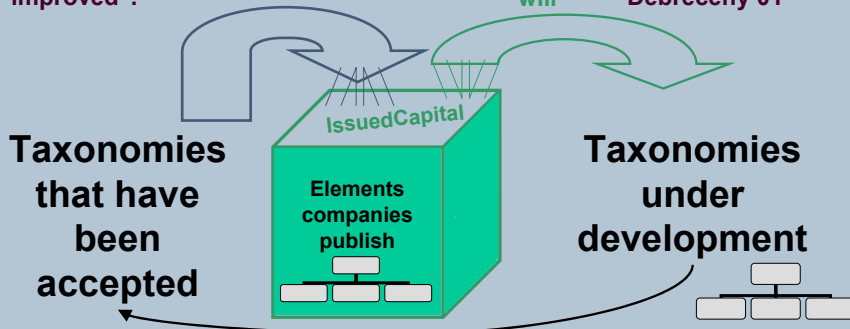 improved”.
will
Debreceny 01
IssuedCapital
Taxonomies
that have
been
accepted
Elements
companies
publish
Taxonomies
under
development